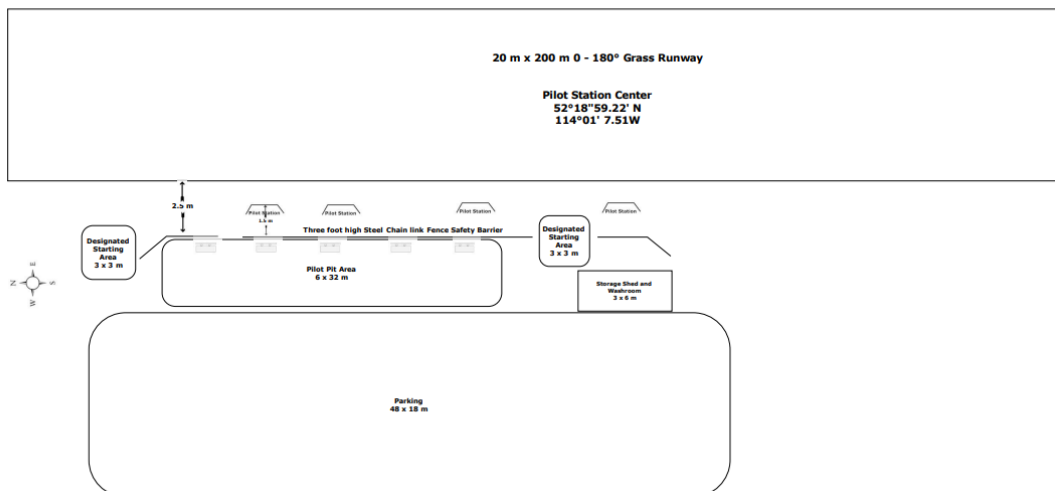 20 m x 200 m 0 - 180° Grass Runway
Pilot Station Center
52°18"59.22' N
114°01' 7.51W
2.5 m
Pilot Station
1.5 m
Pilot Station
Pilot Station
Pilot Station
Three foot high Steel Chain link Fence Safety Barrier
Designated
Starting
Area
3 x 3 m
Designated
Starting
Area
3 x 3 m
Pilot Pit Area
6 x 32 m
Storage Shed and
Washroom
3 x 6 m
N
E
S
W
Parking
48 x 18 m